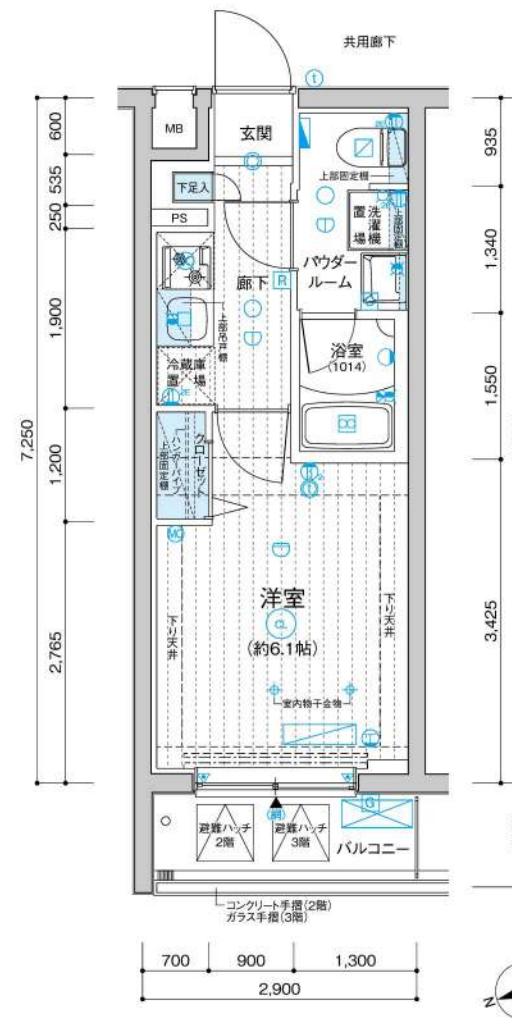 共用廊下
t
MB
玄関
下足入
上部固定棚
PS
洗濯機
置場
上部固定棚
パウダー
ルーム
廊下
R
上部吊戸棚
浴室
(1014)
冷蔵庫
置場
2E
クローゼット
ハンガーパイプ
上部固定棚
t
MC
洋室
CL
(約6.1帖)
下り天井
下り天井
室内物干金物
避難ハッチ
2階
避難ハッチ
3階
(網)
G
バルコニー
コンクリート手摺(2階)
ガラス手摺(3階)
600
535
250
1,900
1,200
2,765
7,250
935
1,340
1,550
3,425
700
900
1,300
2,900
N